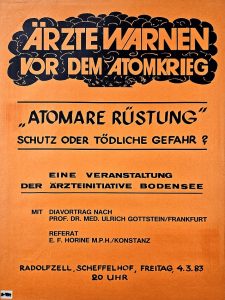 ÄRZTE WARNEN
VOR DEM ATOMKRIEG
„ATOMARE RÜSTUNG"
SCHUTZ ODER TÖDLICHE GEFAHR?
EINE VERANSTALTUNG
DER ÄRZTEINITIATIVE BODENSEE
MIT DIAVORTRAG NACH
PROF. DR. MED. ULRICH GOTTSTEIN/FRANKFURT
REFERAT
E. F. HORINE M.P.H./KONSTANZ
RADOLFZELL, SCHEFFELHOF, FREITAG, 4.3.83
20 UHR